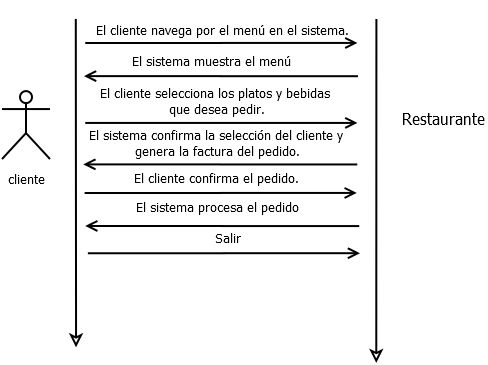 El cliente navega por el menú en el sistema.
El sistema muestra el menú
El cliente selecciona los platos y bebidas
que desea pedir.
Restaurante
El sistema confirma la selección del cliente y
genera la factura del pedido.
cliente
El cliente confirma el pedido.
El sistema procesa el pedido
Salir